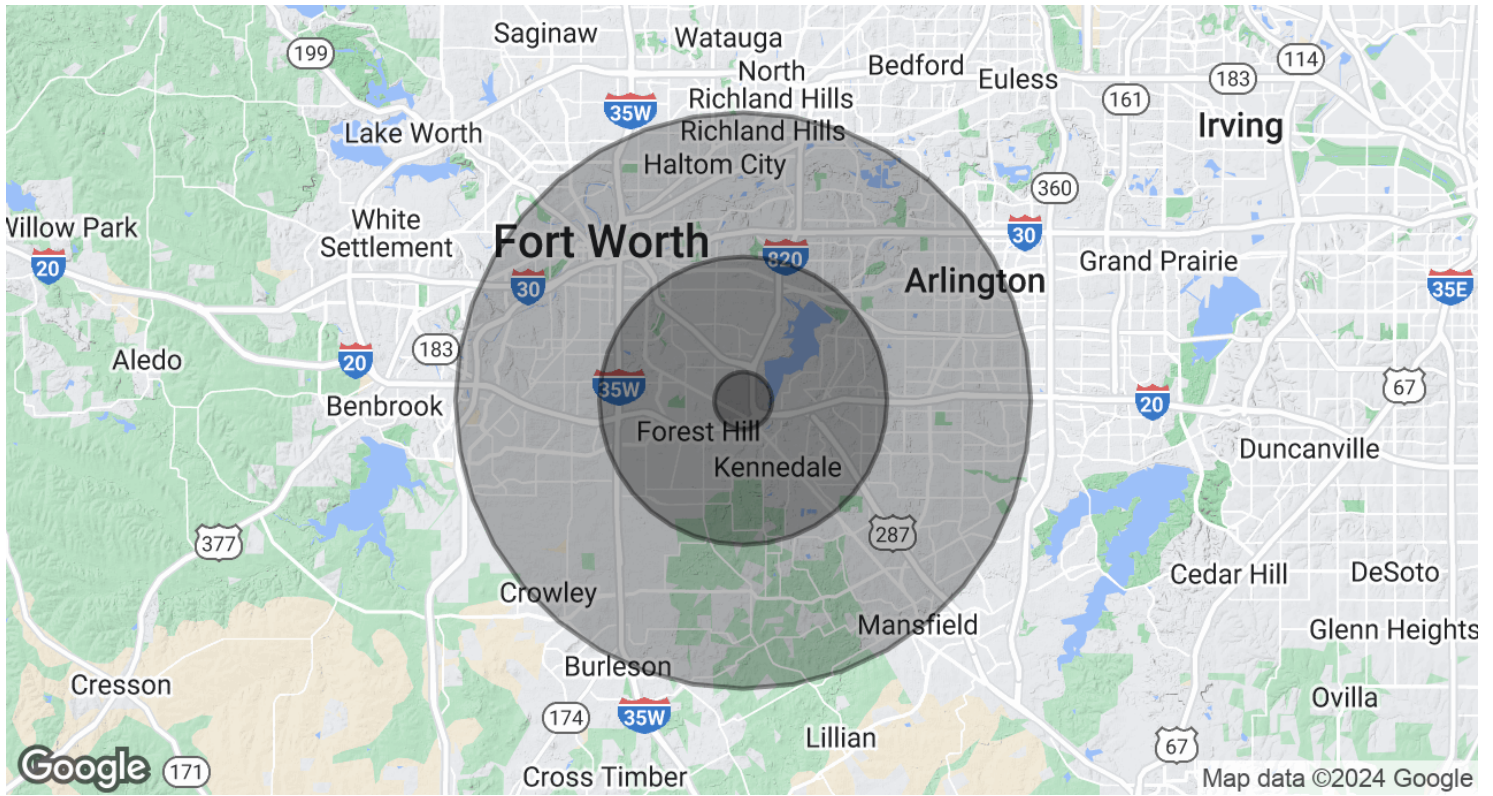 Saginaw
Watauga
199
North
Richland Hills
Bedford
Euless
114
183
161
35W
Irving
Lake Worth
Richland Hills
Haltom City
360
White
Settlement
Willow Park
Fort Worth
30
820
20
Grand Prairie
30
Arlington
35E
183
Aledo
20
35W
67
Benbrook
20
Forest Hill
Duncanville
Kennedale
377
287
Crowley
Cedar Hill
DeSoto
Mansfield
Glenn Heights
Burleson
Cresson
Ovilla
174
35W
Lillian
67
Google
171
Cross Timber
Map data ©2024 Google